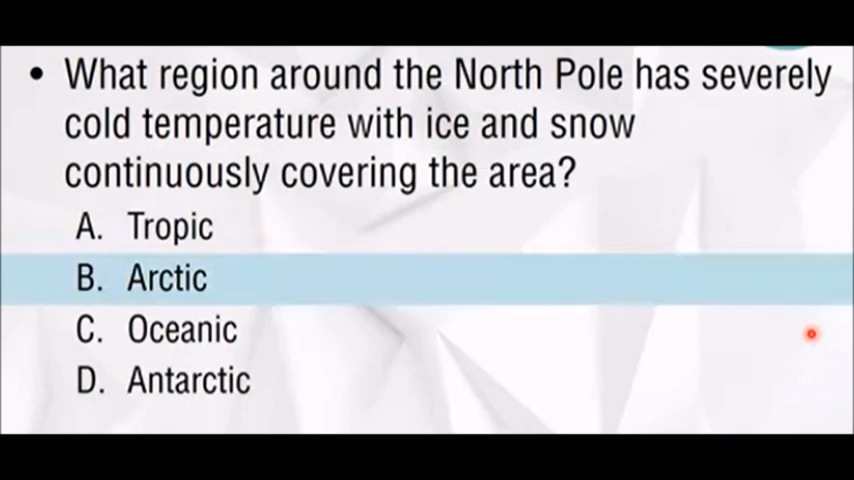 • What region around the North Pole has severely
cold temperature with ice and snow
continuously covering the area?
A. Tropic
B. Arctic
C. Oceanic
D. Antarctic